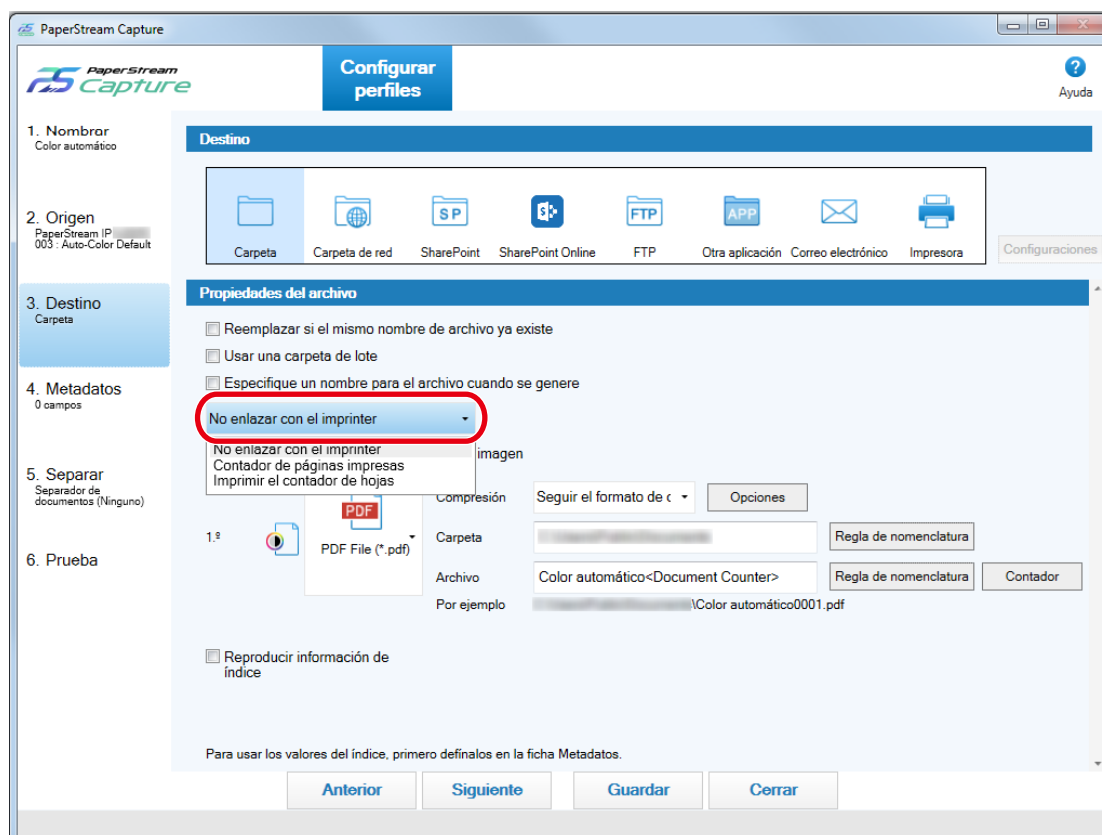 PaperStream Capture
PaperStream
Capture
Configurar
perfiles
?
Ayuda
1. Nombrar
Color automático
2. Origen
PaperStream IP
003 : Auto-Color Default
3. Destino
Carpeta
4. Metadatos
0 campos
5. Separar
Separador de
documentos (Ninguno)
6. Prueba
Destino
SP
S
FTP
APP
Carpeta
Carpeta de red
SharePoint
SharePoint Online
FTP
Otra aplicación
Correo electrónico
Impresora
Configuraciones
Propiedades del archivo
Reemplazar si el mismo nombre de archivo ya existe
Usar una carpeta de lote
Especifique un nombre para el archivo cuando se genere
No enlazar con el imprinter
No enlazar con el imprinter
Contador de páginas impresas
Imprimir el contador de hojas
imagen
Compresión
Seguir el formato de c
Opciones
1.º
PDF
PDF File (*.pdf)
Carpeta
Regla de nomenclatura
Archivo
Color automático<Document Counter>
Regla de nomenclatura
Contador
Por ejemplo
\Color automático0001.pdf
Reproducir información de
índice
Para usar los valores del índice, primero defínalos en la ficha Metadatos.
Anterior
Siguiente
Guardar
Cerrar